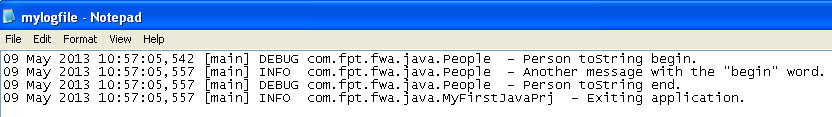 mylogfile - Notepad
File Edit Format View Help
09 May 2013 10:57:05,542 [main] DEBUG com.fpt.fwa.java.People  - Person toString begin.
09 May 2013 10:57:05,557 [main] INFO  com.fpt.fwa.java.People  - Another message with the "begin" word.
09 May 2013 10:57:05,557 [main] DEBUG com.fpt.fwa.java.People  - Person toString end.
09 May 2013 10:57:05,557 [main] INFO  com.fpt.fwa.java.MyFirstJavaPrj  - Exiting application.